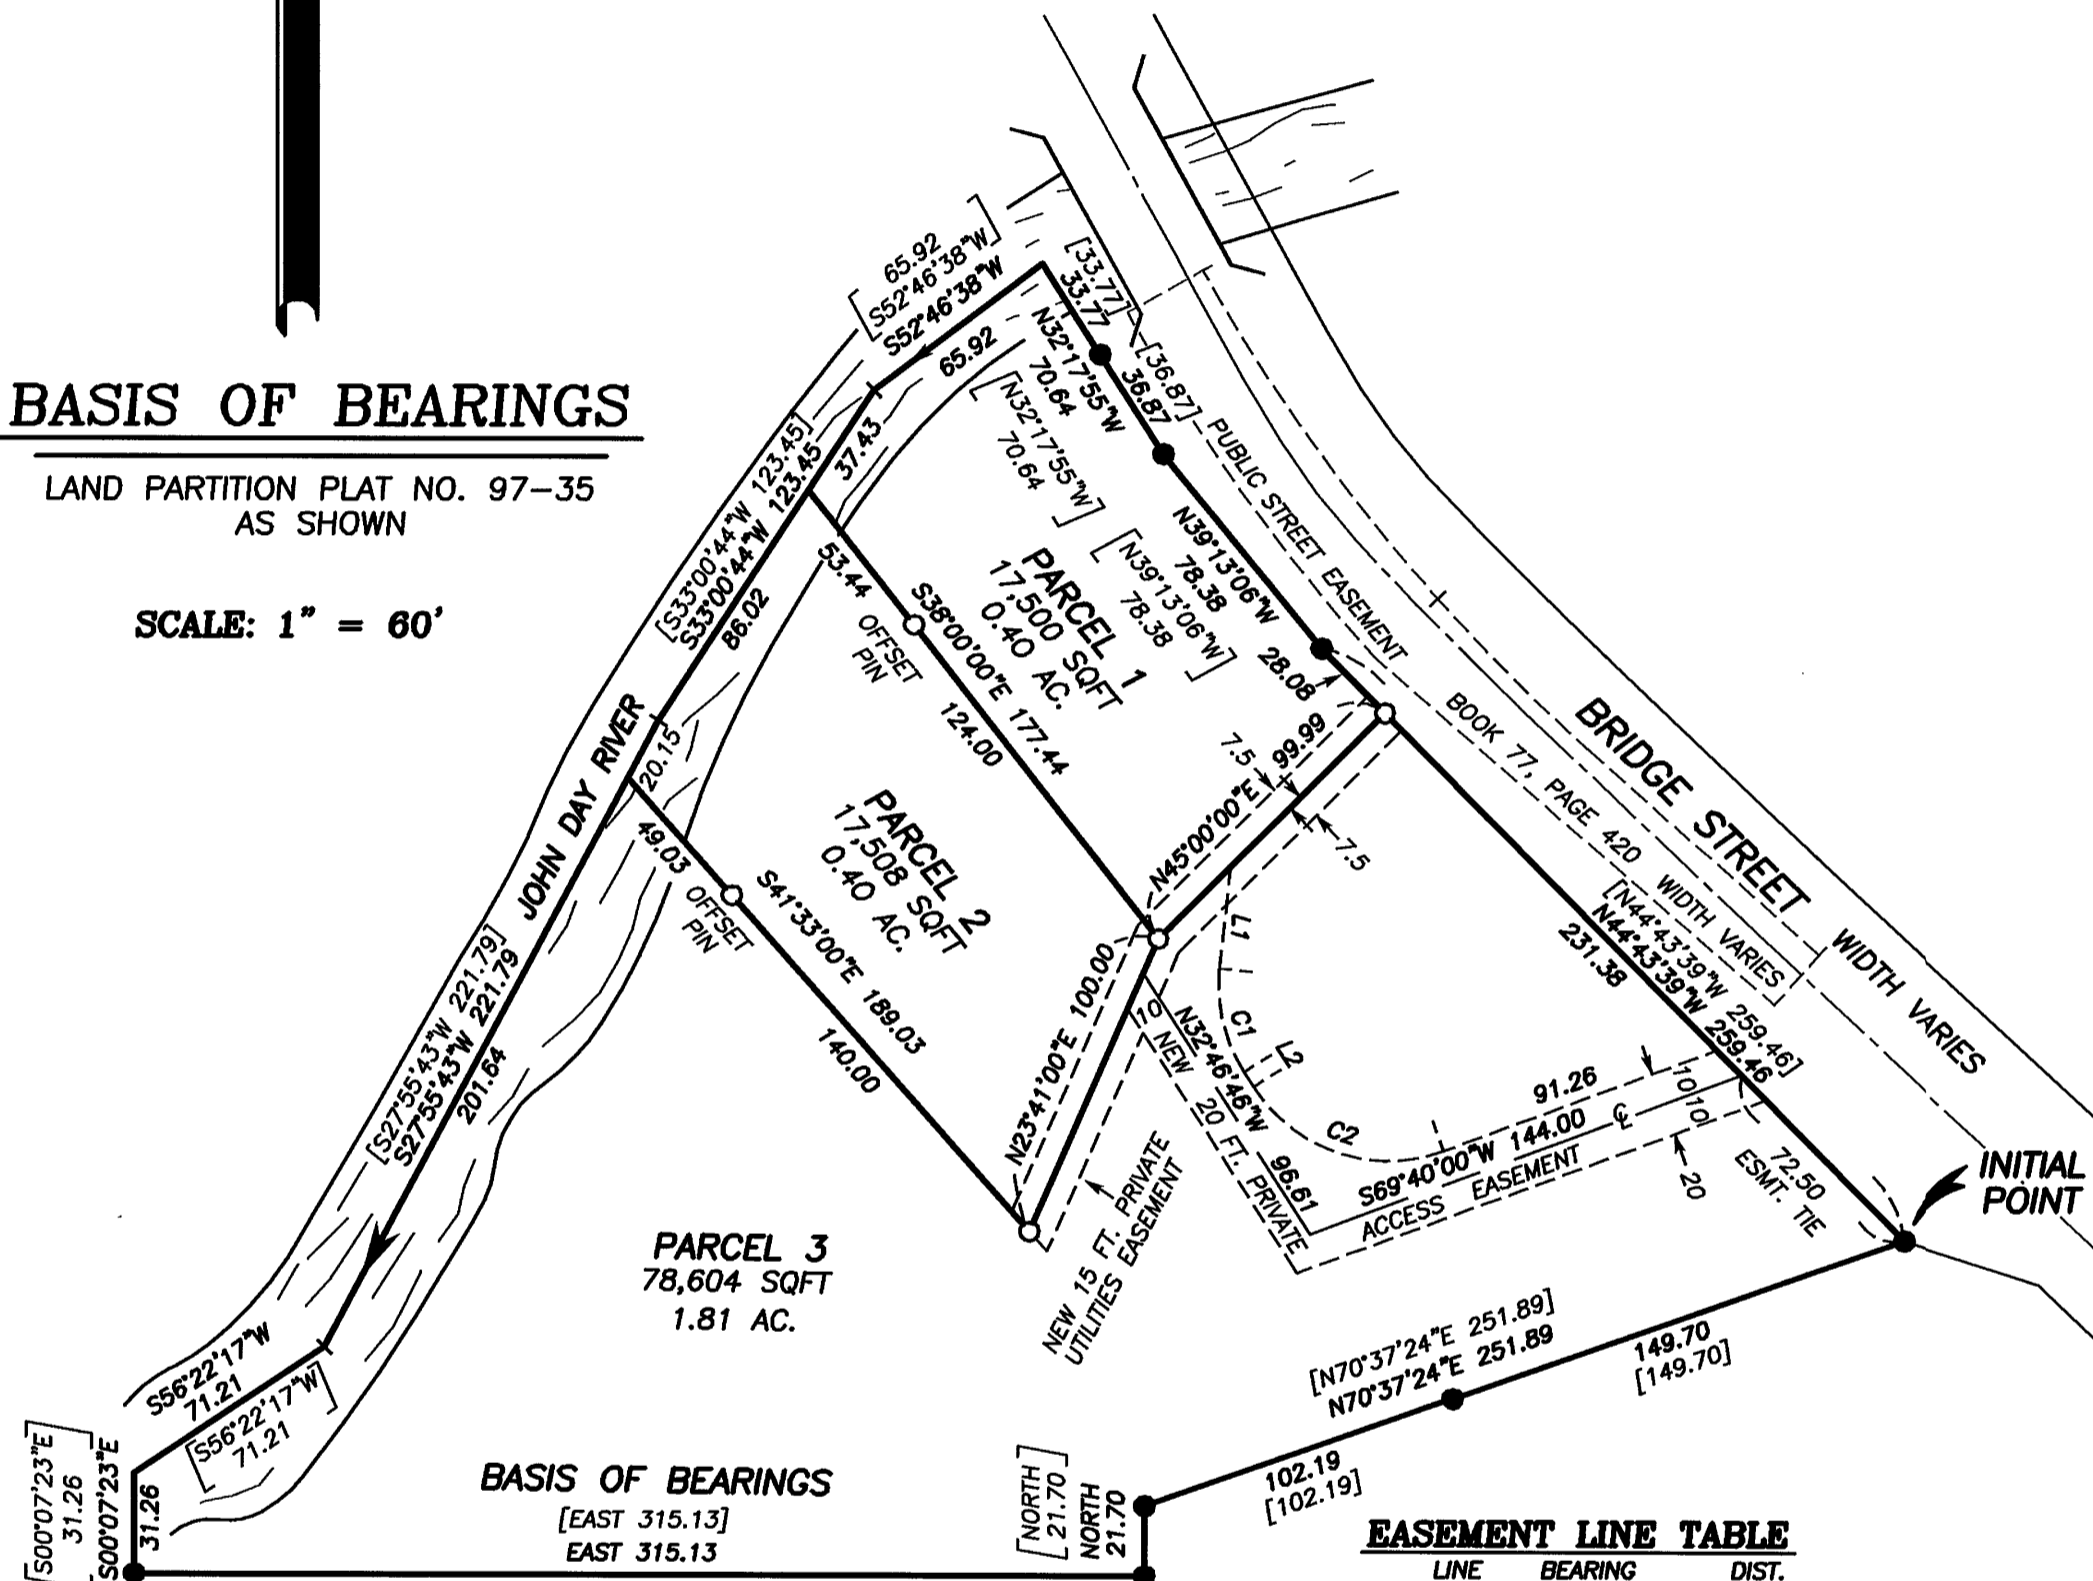 BASIS OF BEARINGS
LAND PARTITION PLAT NO. 97-35
AS SHOWN
SCALE: 1" = 60'
65.92
[S52°46'38"W]
S52°46'38"W
65.92
[33.77]
33.77
N32°17'55"W
70.64
[N32°17'55"W]
70.64
[36.87]
36.87
PUBLIC STREET EASEMENT
BOOK 77, PAGE 420
WIDTH VARIES
N39°13'06"W
78.38
[N39°13'06"W]
78.38
28.08
[S33°00'44"W 123.45]
S33°00'44"W 123.45
37.43
86.02
53.44
OFFSET
PIN
S38°00'00"E 177.44
124.00
PARCEL 1
17,500 SQFT
0.40 AC.
PARCEL 2
17,508 SQFT
0.40 AC.
JOHN DAY RIVER
20.15
49.03
OFFSET
PIN
S41°33'00"E 189.03
140.00
N45°00'00"E
99.99
7.5
7.5
N23°41'00"E 100.00
BRIDGE STREET
WIDTH VARIES
[N44°43'39"W 259.46]
N44°43'39"W 259.46
231.38
[S27°55'43"W 221.79]
S27°55'43"W 221.79
201.64
L1
C1
L2
C2
10
N32°46'46"W
96.61
NEW 20 FT. PRIVATE
ACCESS EASEMENT
91.26
S69°40'00"W 144.00
℄
10
10
20
72.50
ESMT. TIE
INITIAL
POINT
NEW 15 FT. PRIVATE
UTILITIES EASEMENT
PARCEL 3
78,604 SQFT
1.81 AC.
[N70°37'24"E 251.89]
N70°37'24"E 251.89
149.70
[149.70]
102.19
[102.19]
S56°22'17"W
71.21
[S56°22'17"W]
71.21
[S00°07'23"E]
31.26
S00°07'23"E
31.26
BASIS OF BEARINGS
[EAST 315.13]
EAST 315.13
[NORTH]
21.70
NORTH
21.70
EASEMENT LINE TABLE
LINE BEARING DIST.